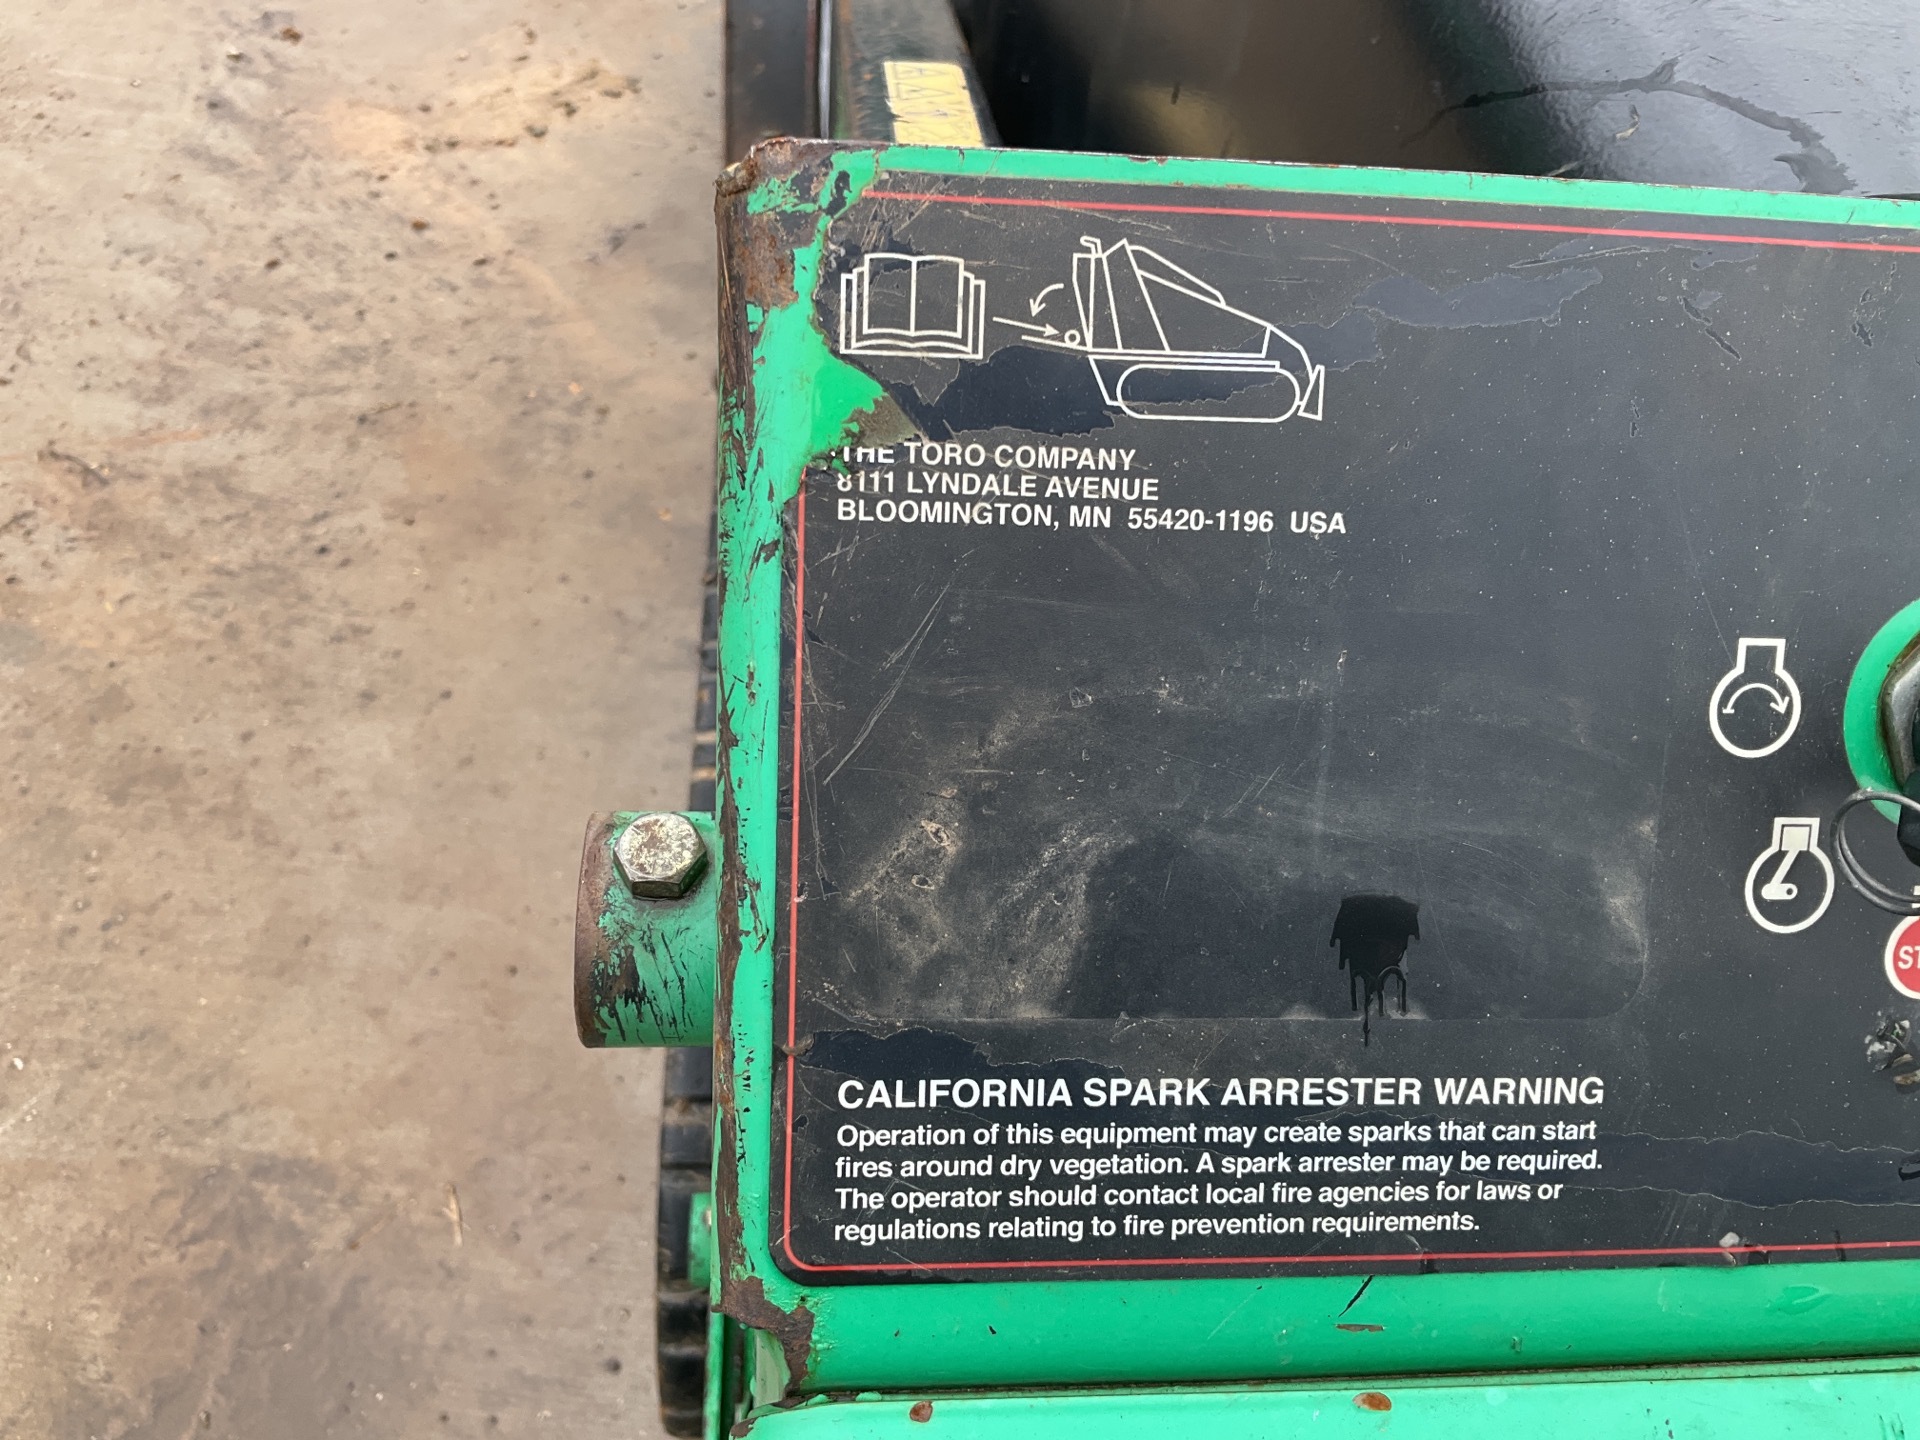 THE TORO COMPANY
8111 LYNDALE AVENUE
BLOOMINGTON, MN 55420-1196 USA
ST
CALIFORNIA SPARK ARRESTER WARNING
Operation of this equipment may create sparks that can start
fires around dry vegetation. A spark arrester may be required.
The operator should contact local fire agencies for laws or
regulations relating to fire prevention requirements.